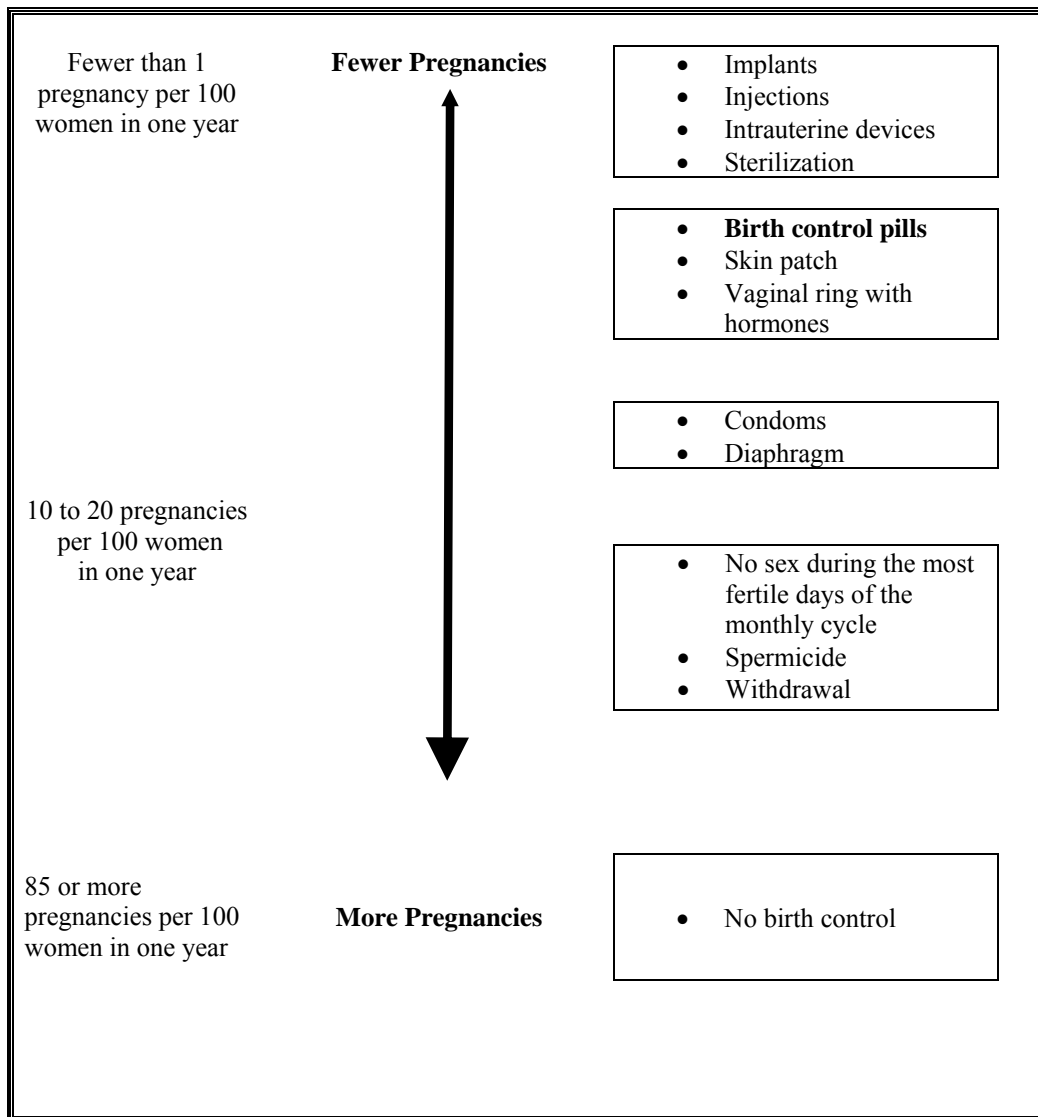 Fewer than 1
pregnancy per 100
women in one year
Fewer Pregnancies
• Implants
• Injections
• Intrauterine devices
• Sterilization
• Birth control pills
• Skin patch
• Vaginal ring with
hormones
• Condoms
• Diaphragm
10 to 20 pregnancies
per 100 women
in one year
• No sex during the most
fertile days of the
monthly cycle
• Spermicide
• Withdrawal
85 or more
pregnancies per 100
women in one year
More Pregnancies
• No birth control